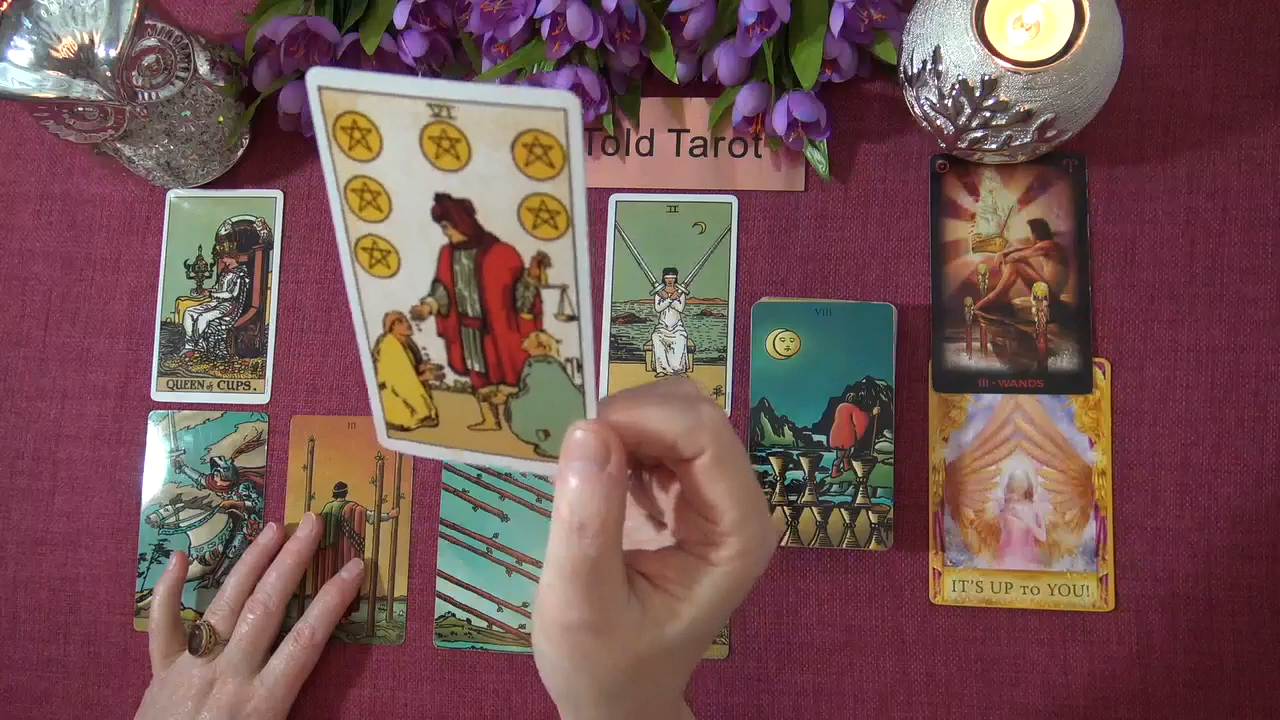 VI
Told Tarot
II
QUEEN of CUPS.
VIII
III
III - WANDS
IT'S UP to YOU!